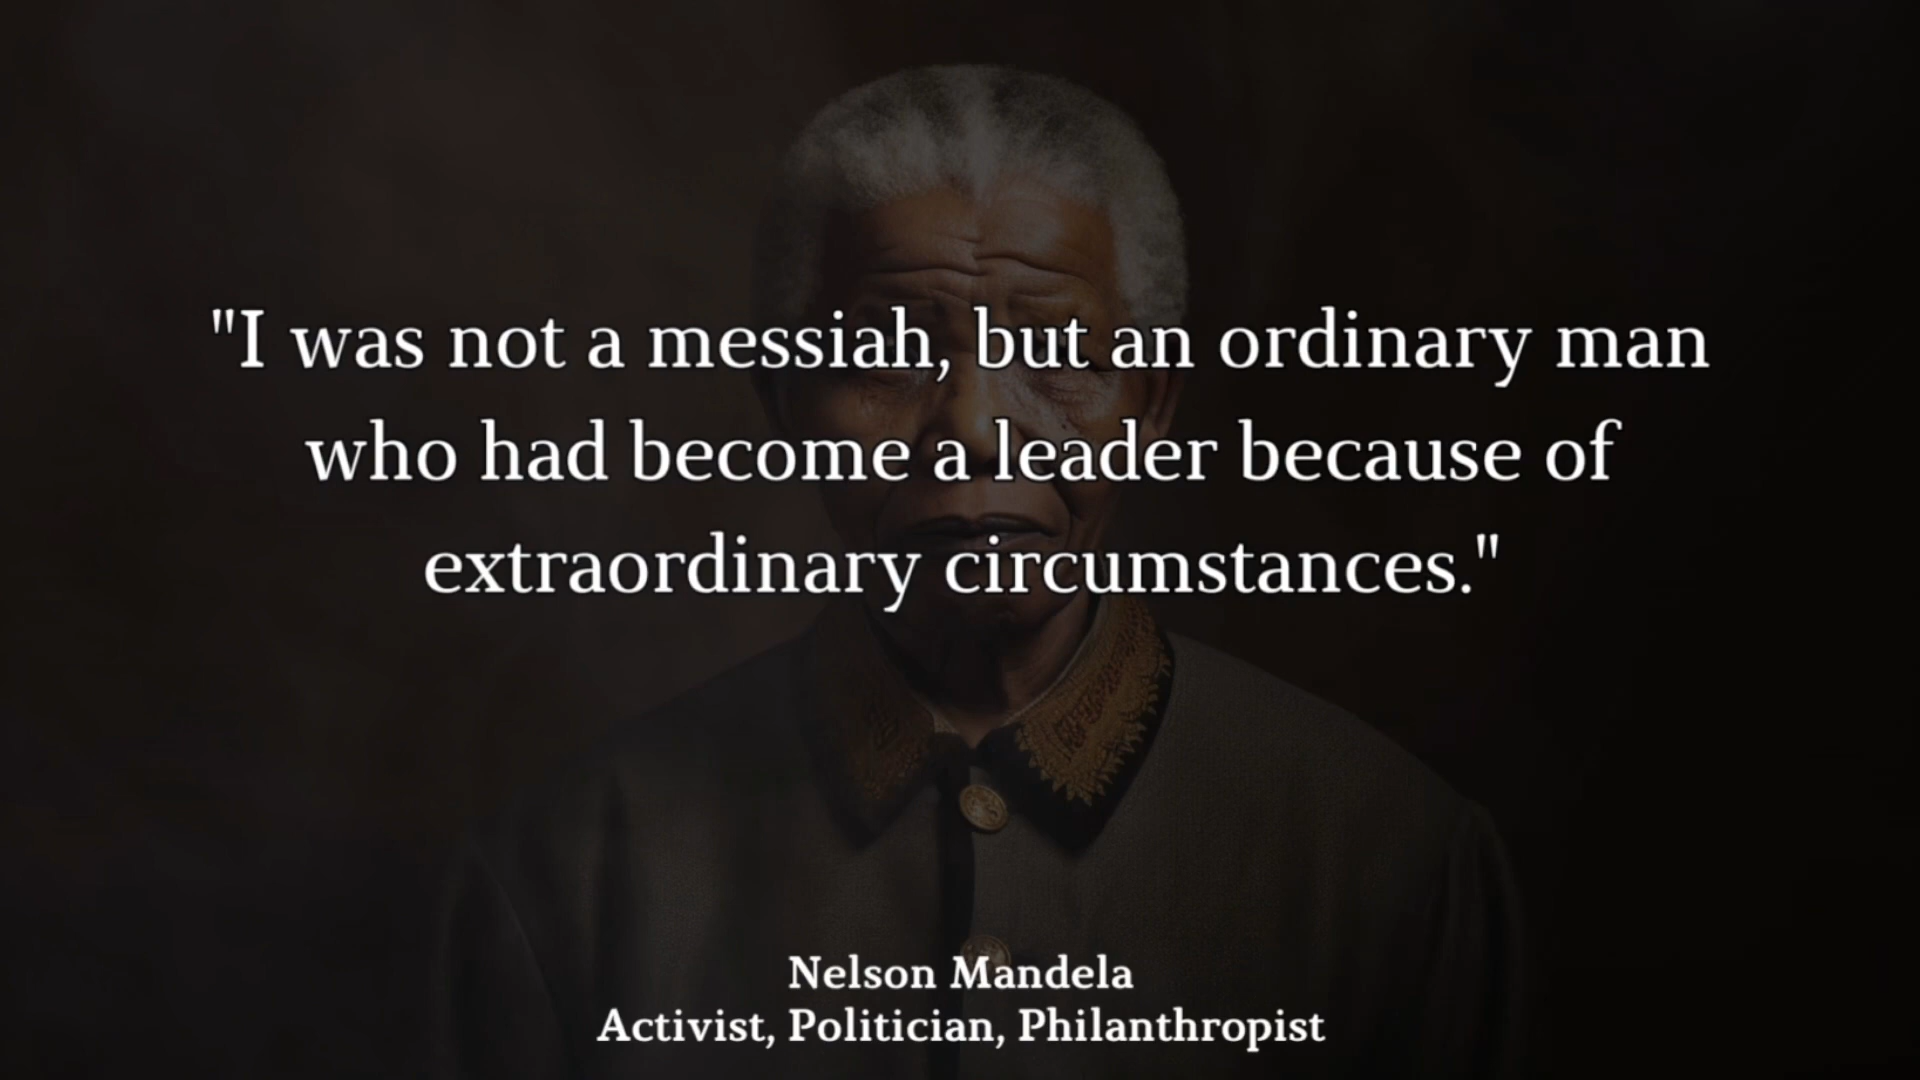 "I was not a messiah, but an ordinary man
who had become a leader because of
extraordinary circumstances."
Nelson Mandela
Activist, Politician, Philanthropist